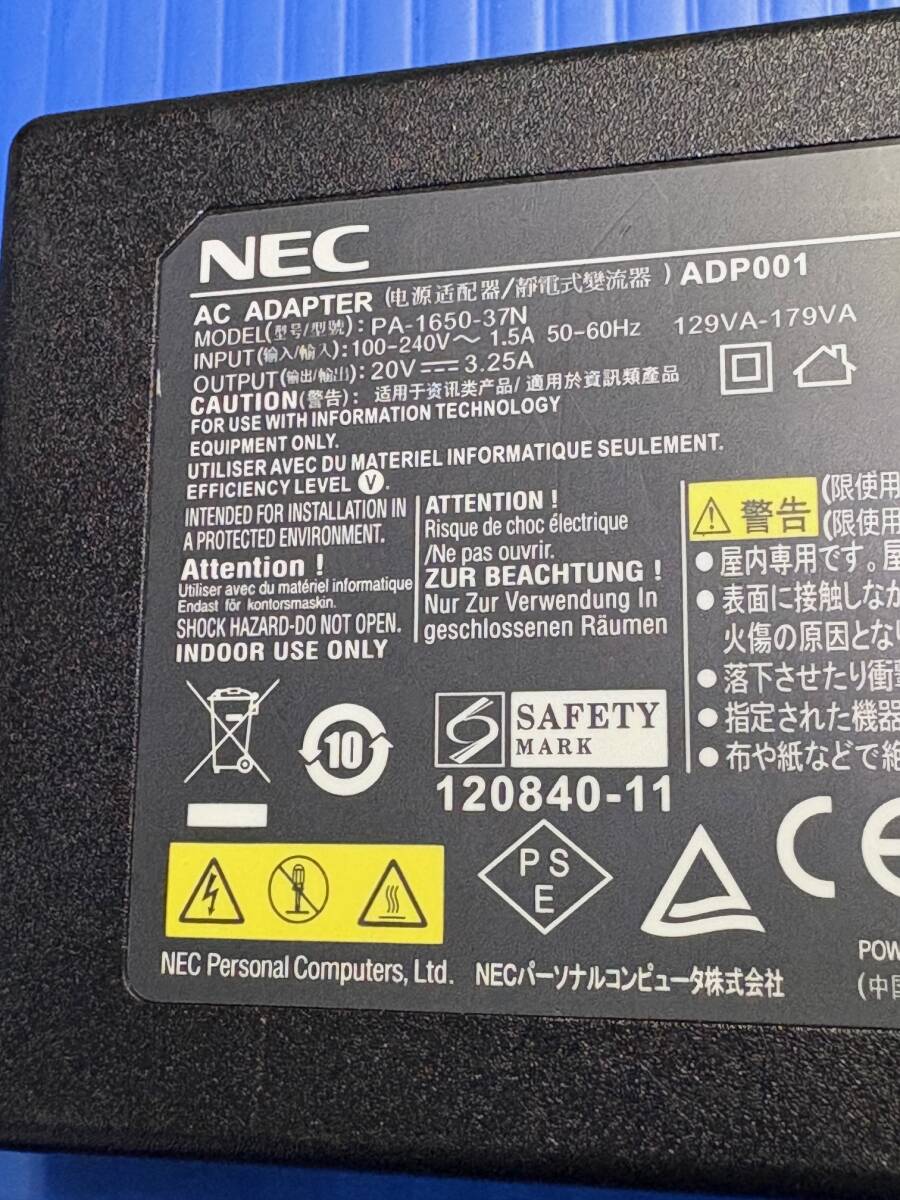 NEC
AC ADAPTER (电源适配器/靜電式變流器) ADP001
MODEL(型号/型號): PA-1650-37N
INPUT(输入/輸入):100-240V～ 1.5A 50-60Hz 129VA-179VA
OUTPUT(输出/輸出):20V⎓3.25A
CAUTION(警告): 适用于资讯类产品/適用於資訊類產品
FOR USE WITH INFORMATION TECHNOLOGY
EQUIPMENT ONLY.
UTILISER AVEC DU MATERIEL INFORMATIQUE SEULEMENT.
EFFICIENCY LEVEL Ⓥ.
INTENDED FOR INSTALLATION IN
A PROTECTED ENVIRONMENT.
Attention !
Utiliser avec du matériel informatique
Endast för kontorsmaskin.
SHOCK HAZARD-DO NOT OPEN.
INDOOR USE ONLY
ATTENTION !
Risque de choc électrique
/Ne pas ouvrir.
ZUR BEACHTUNG !
Nur Zur Verwendung In
geschlossenen Räumen
警告
(限使用
(限使用
●屋内専用です。屋
●表面に接触しなか
火傷の原因とな
●落下させたり衝
●指定された機器
●布や紙などで絶
10
SAFETY
MARK
120840-11
PS
E
CE
NEC Personal Computers, Ltd. NECパーソナルコンピュータ株式会社
POW
(中国